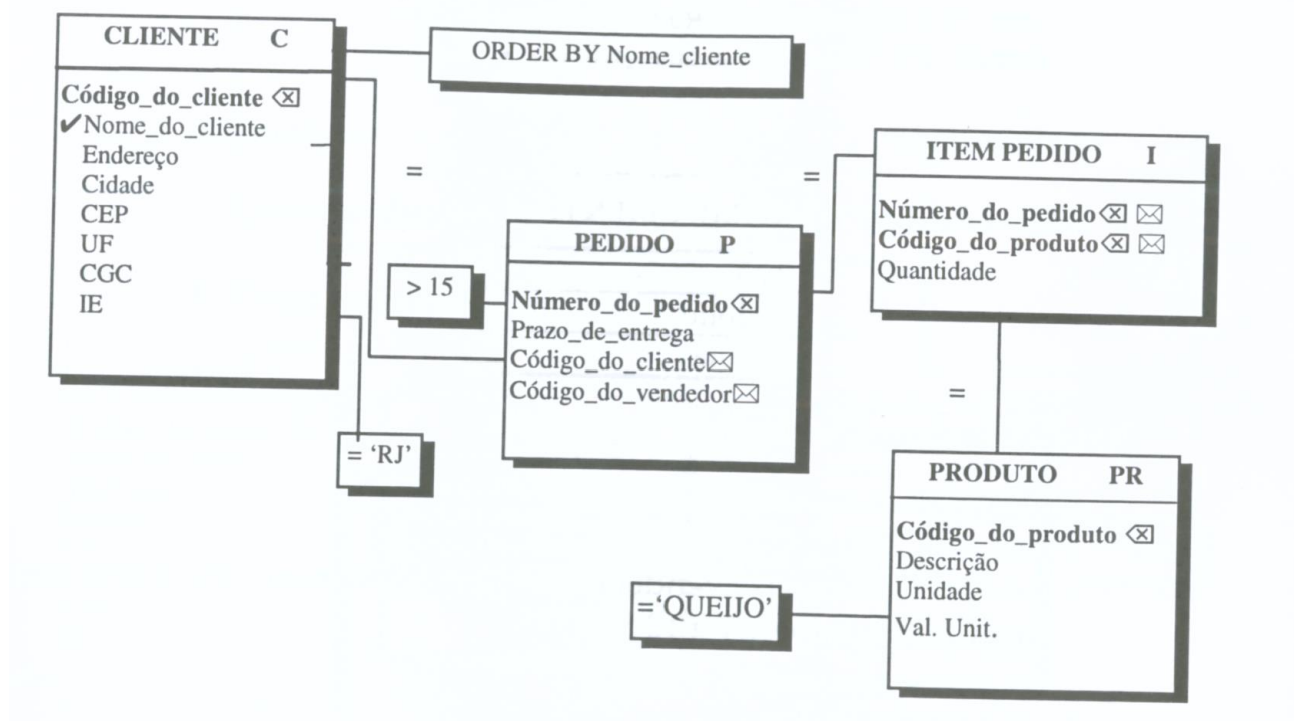 CLIENTE C
Código_do_cliente
Nome_do_cliente
Endereço
Cidade
CEP
UF
CGC
IE
ORDER BY Nome_cliente
=
=
ITEM PEDIDO I
Número_do_pedido
Código_do_produto
Quantidade
PEDIDO P
Número_do_pedido
Prazo_de_entrega
Código_do_cliente
Código_do_vendedor
> 15
= ‘RJ’
=
PRODUTO PR
Código_do_produto
Descrição
Unidade
Val. Unit.
=‘QUEIJO’